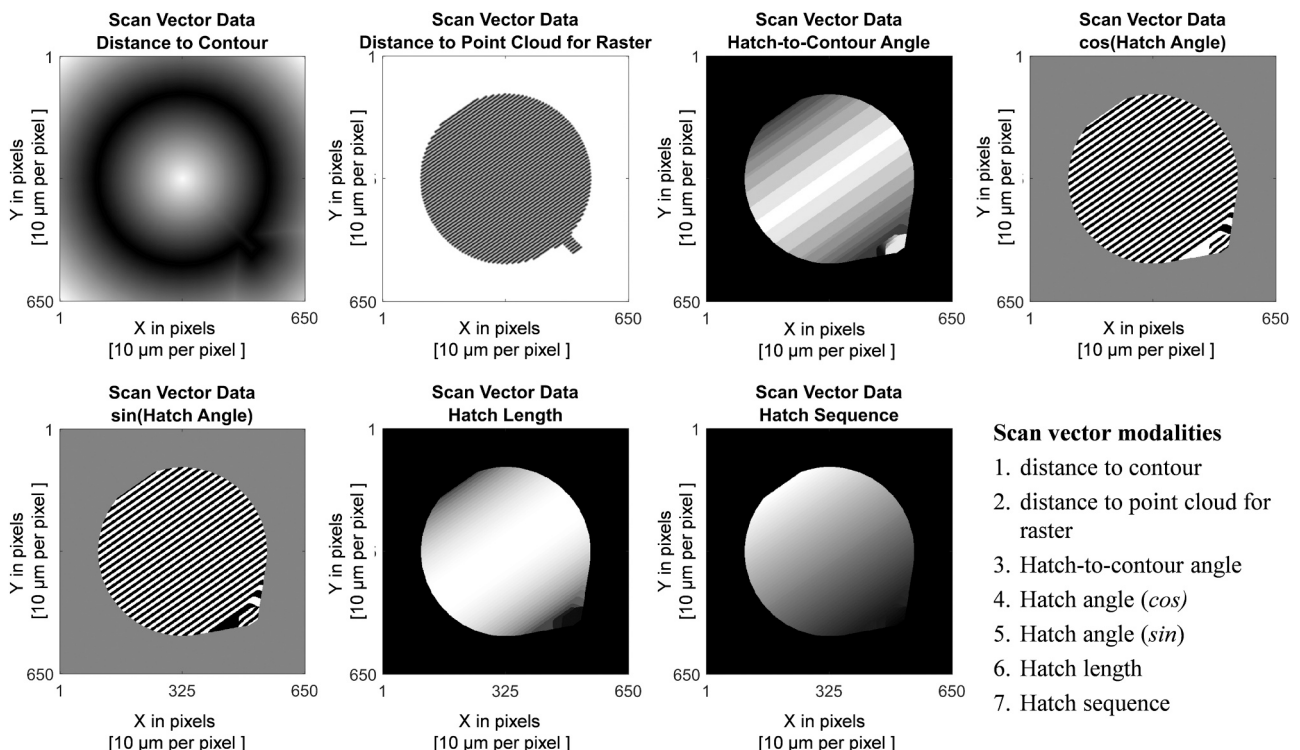 Scan Vector Data
Distance to Contour
1
Y in pixels
[10 µm per pixel ]
650
1
650
X in pixels
[10 µm per pixel ]
Scan Vector Data
Distance to Point Cloud for Raster
1
Y in pixels
[10 µm per pixel ]
650
1
650
X in pixels
[10 µm per pixel ]
Scan Vector Data
Hatch-to-Contour Angle
1
Y in pixels
[10 µm per pixel ]
650
1
650
X in pixels
[10 µm per pixel ]
Scan Vector Data
cos(Hatch Angle)
1
Y in pixels
[10 µm per pixel ]
650
1
650
X in pixels
[10 µm per pixel ]
Scan Vector Data
sin(Hatch Angle)
1
Y in pixels
[10 µm per pixel ]
650
1
325
650
X in pixels
[10 µm per pixel ]
Scan Vector Data
Hatch Length
1
Y in pixels
[10 µm per pixel ]
650
1
325
650
X in pixels
[10 µm per pixel ]
Scan Vector Data
Hatch Sequence
1
Y in pixels
[10 µm per pixel ]
650
1
325
650
X in pixels
[10 µm per pixel ]
Scan vector modalities
1. distance to contour
2. distance to point cloud for
raster
3. Hatch-to-contour angle
4. Hatch angle (cos)
5. Hatch angle (sin)
6. Hatch length
7. Hatch sequence